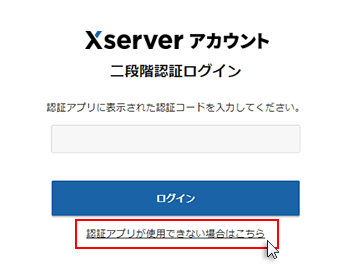 Xserver アカウント
二段階認証ログイン
認証アプリに表示された認証コードを入力してください。
ログイン
認証アプリが使用できない場合はこちら